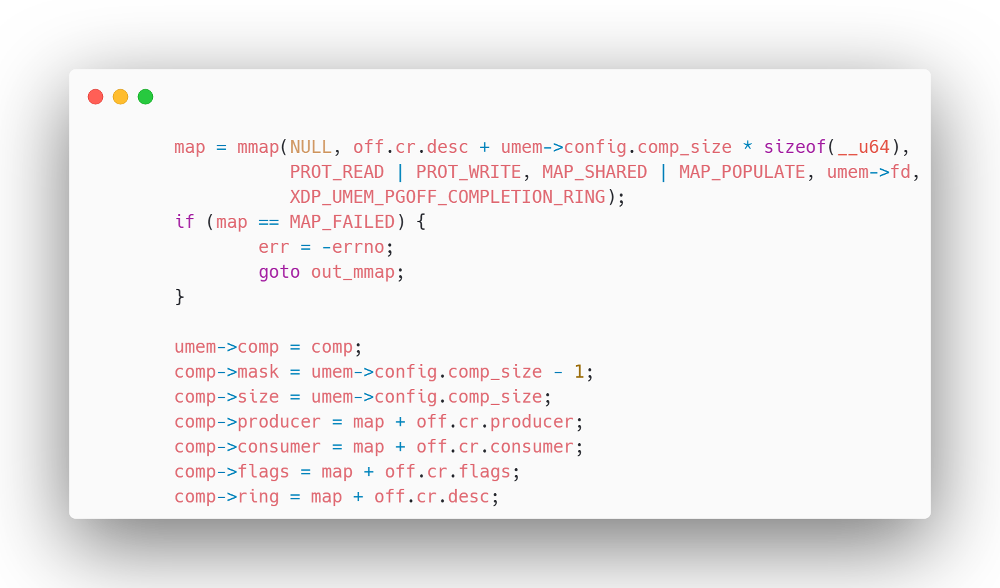 map = mmap(NULL, off.cr.desc + umem->config.comp_size * sizeof(__u64),
PROT_READ | PROT_WRITE, MAP_SHARED | MAP_POPULATE, umem->fd,
XDP_UMEM_PGOFF_COMPLETION_RING);
if (map == MAP_FAILED) {
err = -errno;
goto out_mmap;
}
umem->comp = comp;
comp->mask = umem->config.comp_size - 1;
comp->size = umem->config.comp_size;
comp->producer = map + off.cr.producer;
comp->consumer = map + off.cr.consumer;
comp->flags = map + off.cr.flags;
comp->ring = map + off.cr.desc;